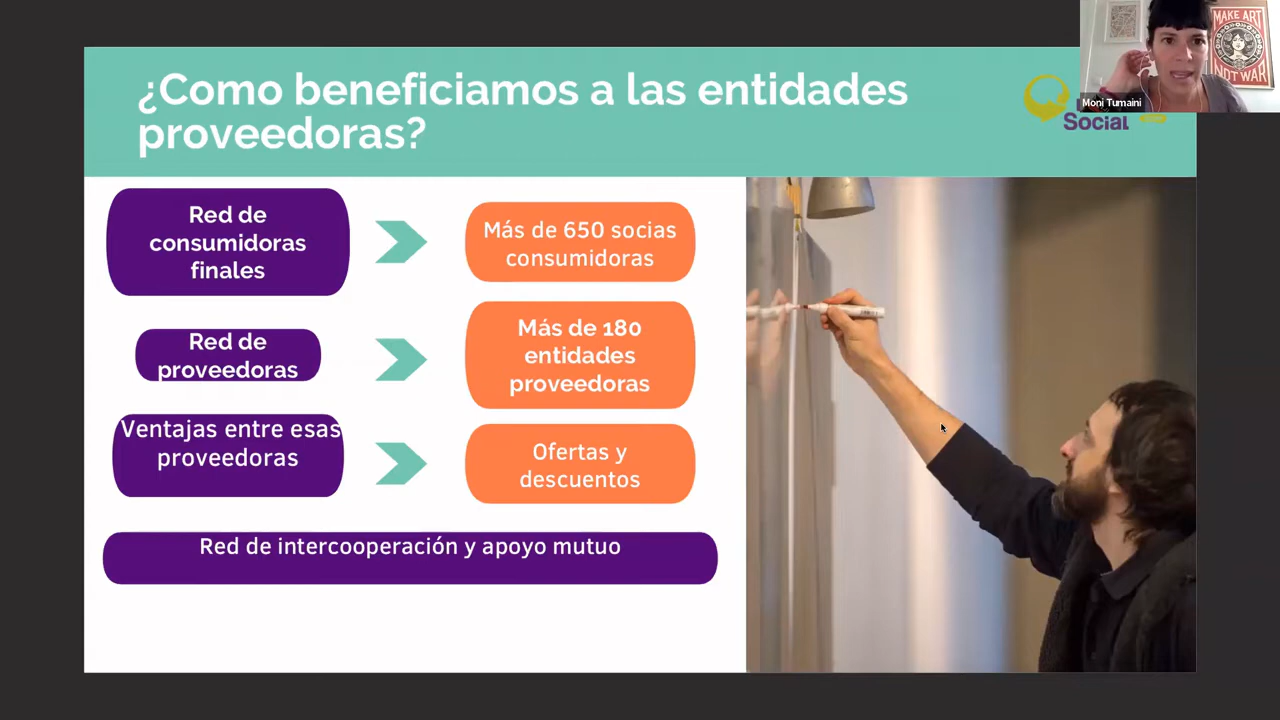 ¿Como beneficiamos a las entidades
proveedoras?
Social
Moni Tumaini
MAKE ART
NOT WAR
Red de
consumidoras
finales
Más de 650 socias
consumidoras
Red de
proveedoras
Más de 180
entidades
proveedoras
Ventajas entre esas
proveedoras
Ofertas y
descuentos
Red de intercooperación y apoyo mutuo